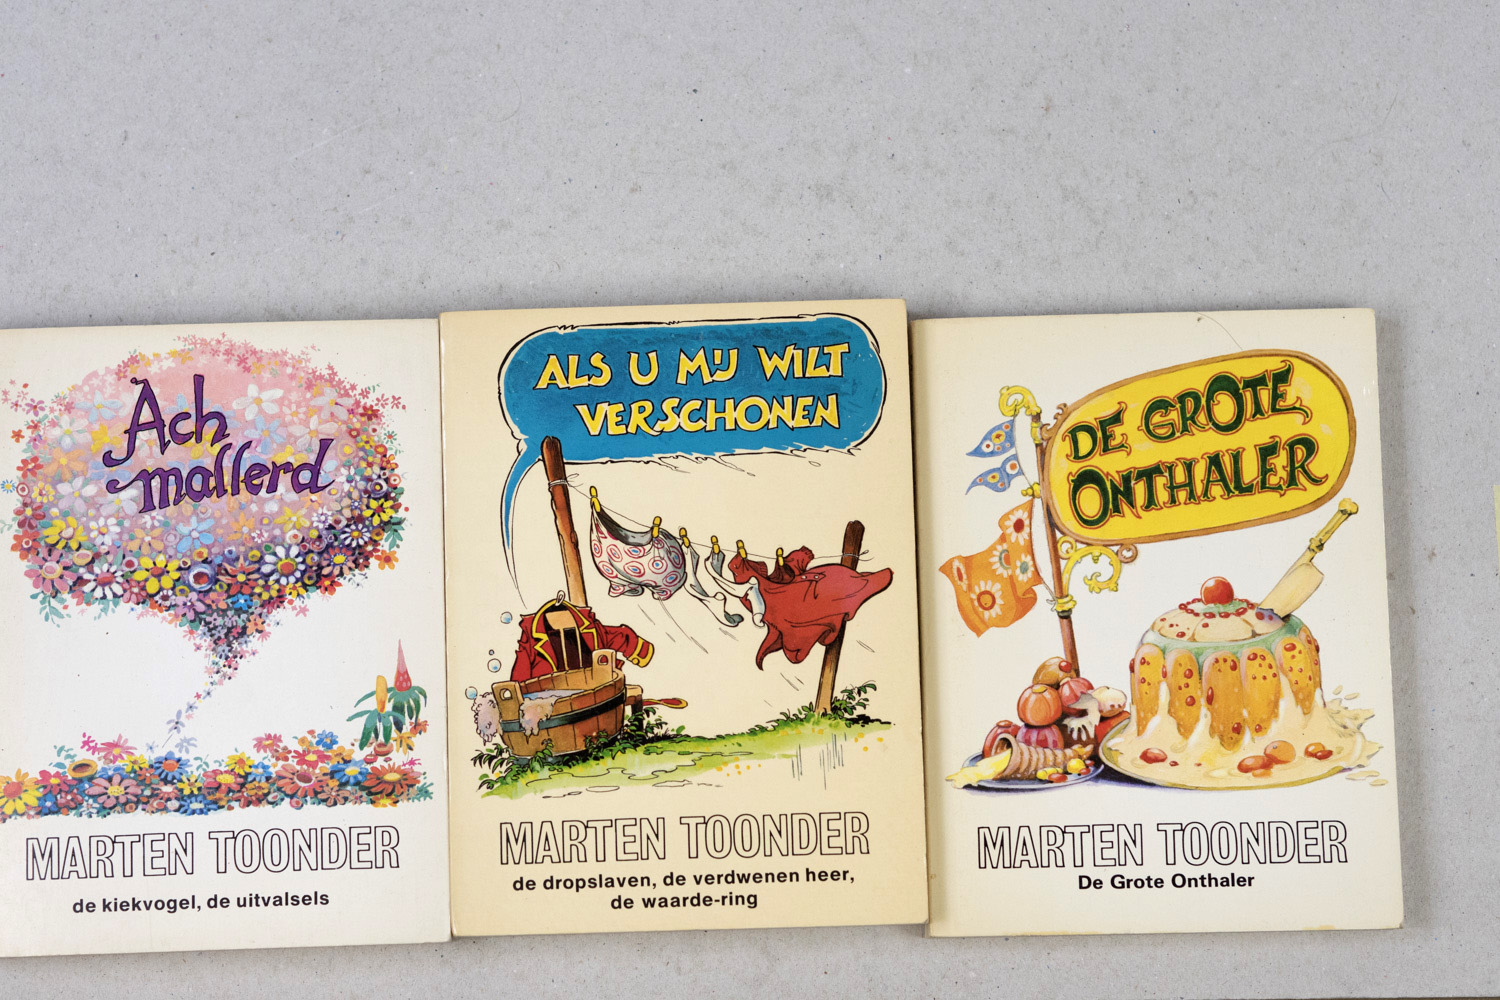 Ach
mallerd
MARTEN TOONDER
de kiekvogel, de uitvalsels
ALS U MIJ WILT
VERSCHONEN
MARTEN TOONDER
de dropslaven, de verdwenen heer,
de waarde-ring
DE GROTE
ONTHALER
MARTEN TOONDER
De Grote Onthaler